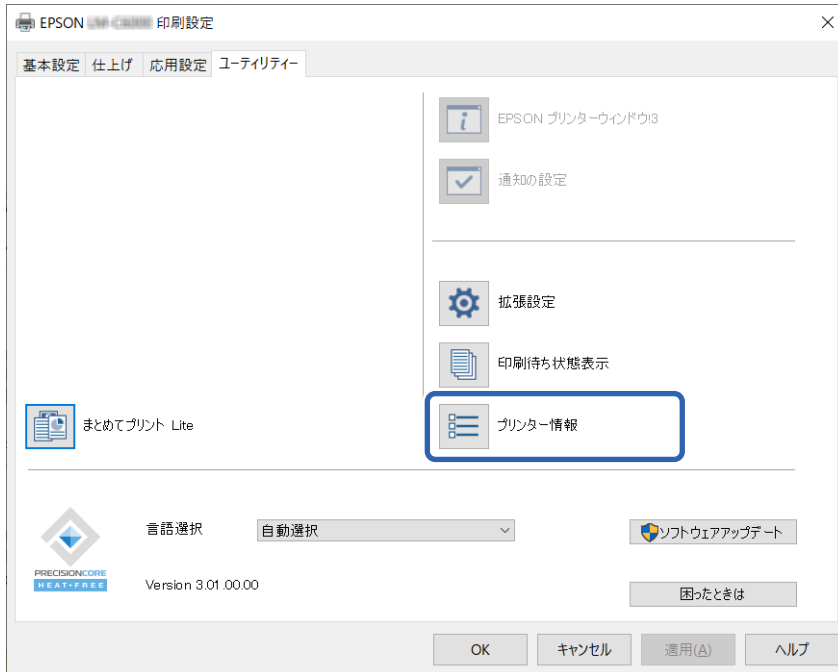 EPSON 印刷設定
基本設定 仕上げ 応用設定 ユーティリティー
EPSON プリンターウィンドウ!3
通知の設定
拡張設定
印刷待ち状態表示
まとめてプリント Lite
プリンター情報
言語選択
自動選択
ソフトウェアアップデート
PRECISIONCORE
HEAT-FREE
Version 3.01.00.00
困ったときは
OK キャンセル 適用(A) ヘルプ